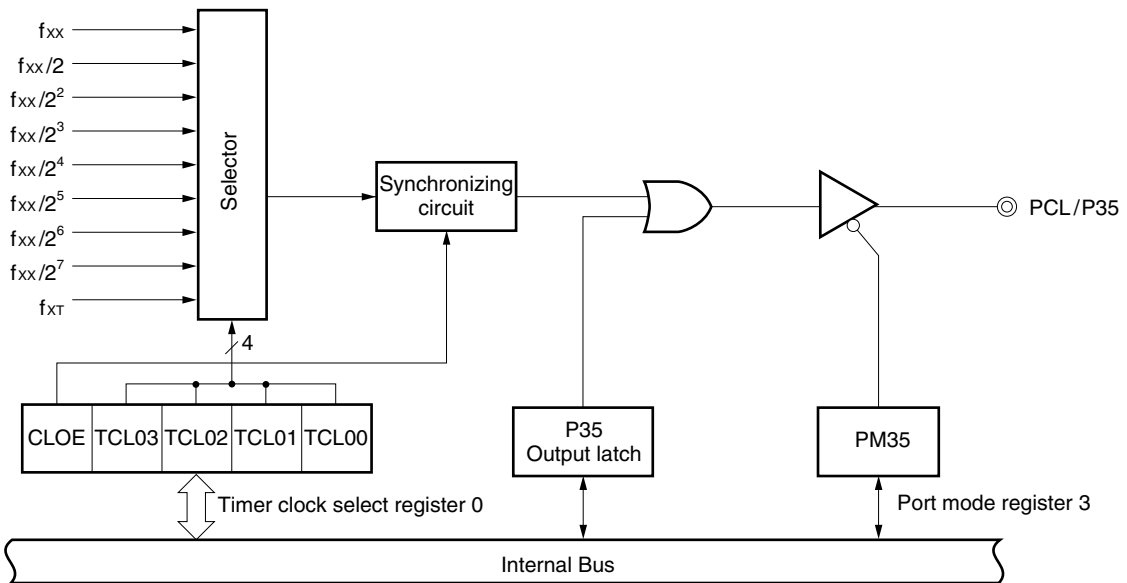 fXX
fXX/2
fXX/2²
fXX/2³
fXX/2⁴
fXX/2⁵
fXX/2⁶
fXX/2⁷
fXT
Selector
4
Synchronizing
circuit
PCL/P35
CLOE TCL03 TCL02 TCL01 TCL00
P35
Output latch
PM35
Timer clock select register 0
Port mode register 3
Internal Bus